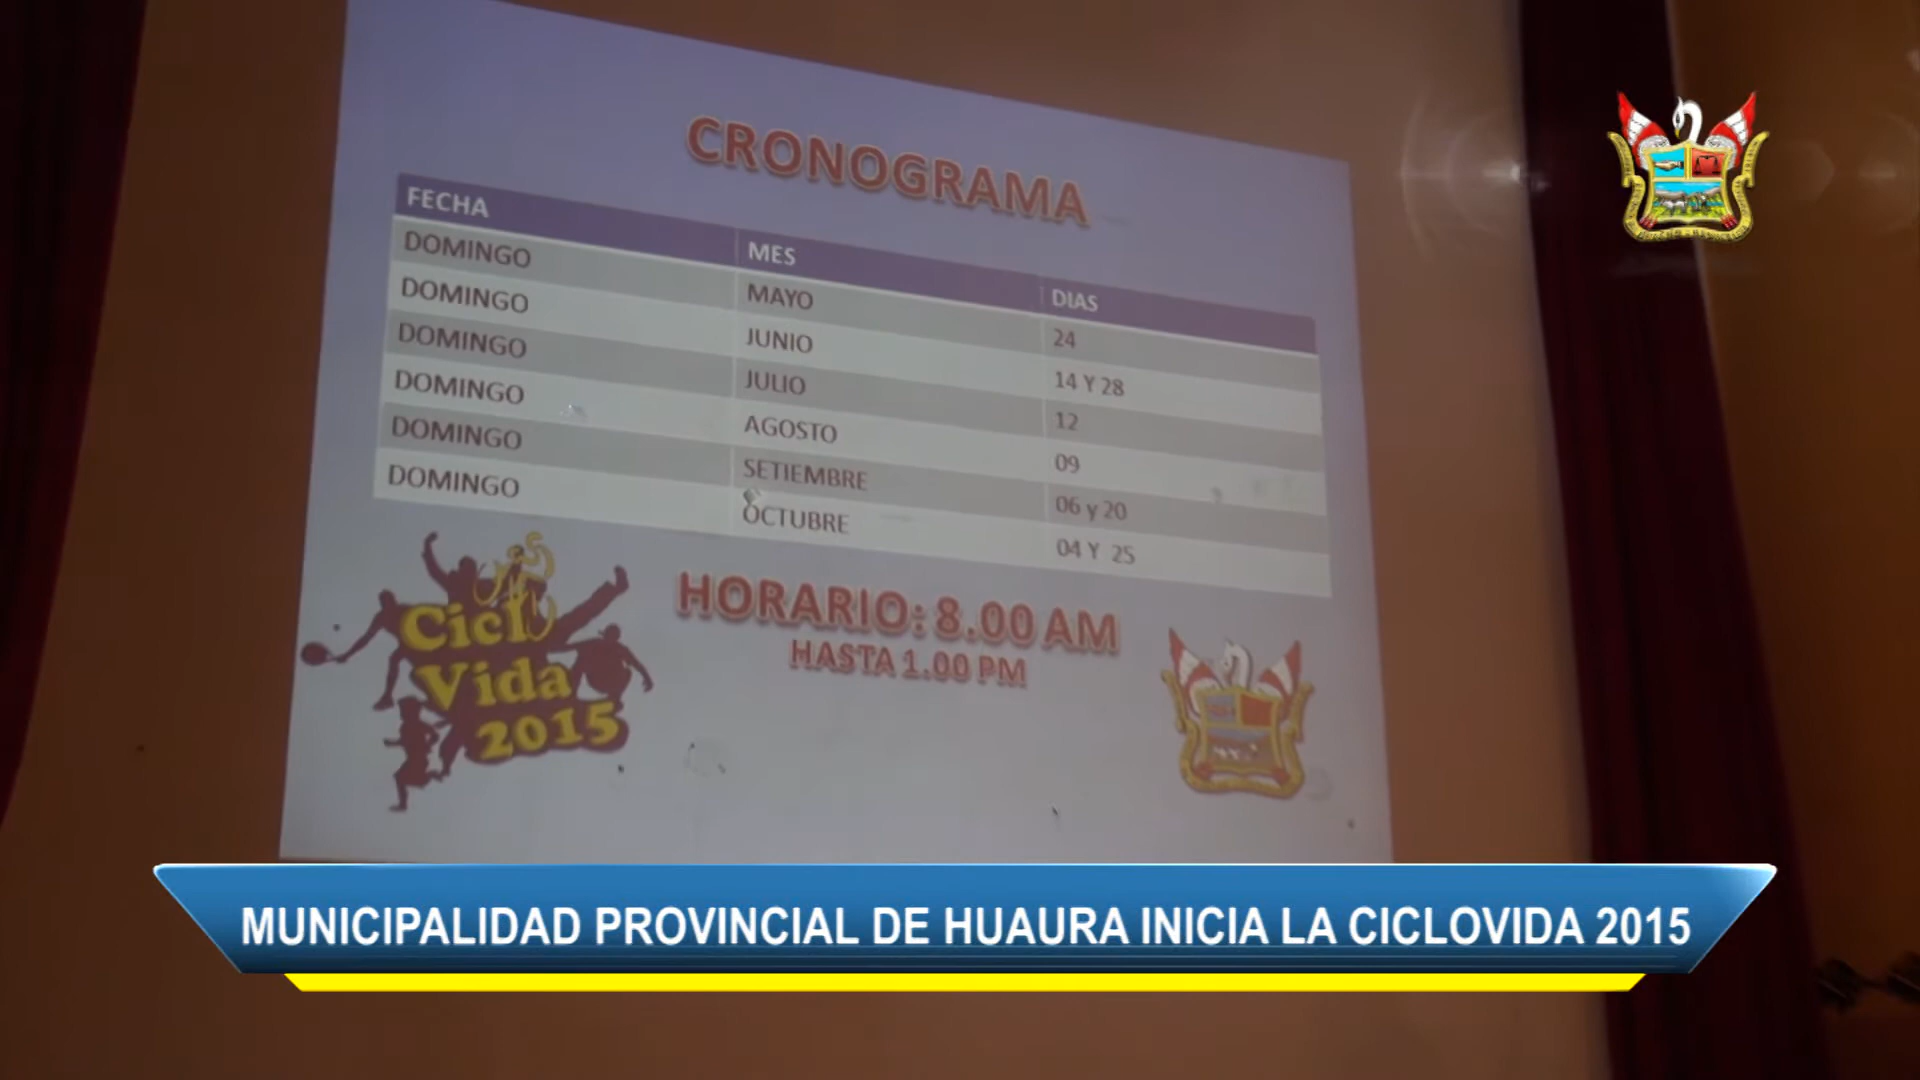 CRONOGRAMA
FECHA MES DIAS
DOMINGO MAYO 24
DOMINGO JUNIO 14 Y 28
DOMINGO JULIO 12
DOMINGO AGOSTO 09
DOMINGO SETIEMBRE 06 y 20
DOMINGO OCTUBRE 04 Y 25
HORARIO: 8.00 AM
HASTA 1.00 PM
Ciclo
Vida
2015
MUNICIPALIDAD PROVINCIAL DE HUAURA INICIA LA CICLOVIDA 2015